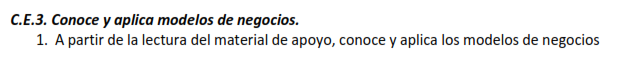 C.E.3. Conoce y aplica modelos de negocios.
1. A partir de la lectura del material de apoyo, conoce y aplica los modelos de negocios